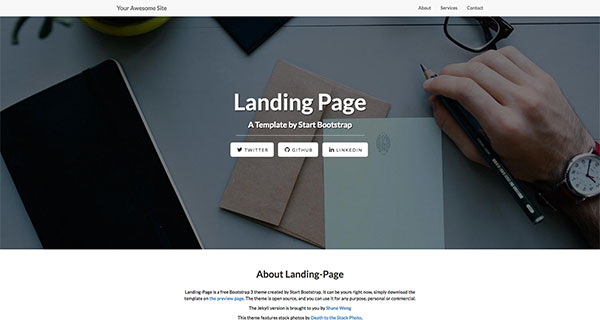 Your Awesome Site
About Services Contact
Landing Page
A Template by Start Bootstrap
TWITTER GITHUB LINKEDIN
About Landing-Page
Landing-Page is a free Bootstrap 3 theme created by Start Bootstrap. It can be yours right now, simply download the
template on the preview page. The theme is open source, and you can use it for any purpose, personal or commercial.
The Jekyll version is brought to you by Shane Weng.
This theme features stock photos by Death to the Stock Photo.